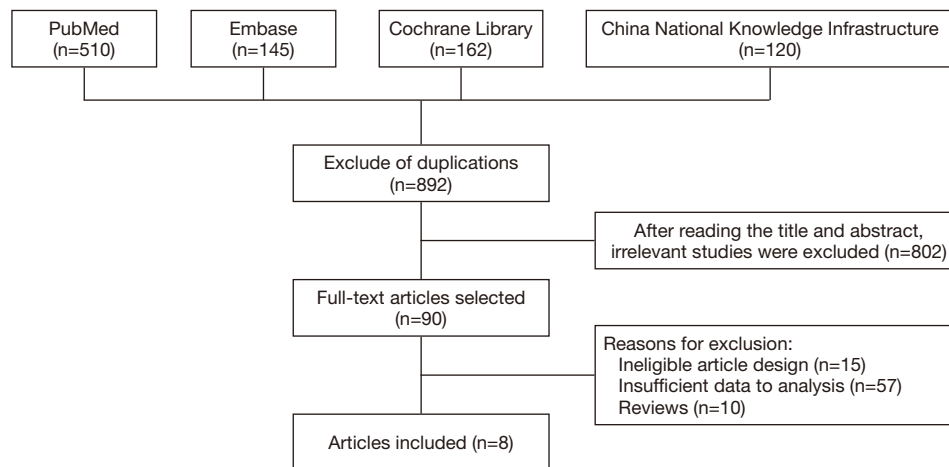 PubMed
(n=510)
Embase
(n=145)
Cochrane Library
(n=162)
China National Knowledge Infrastructure
(n=120)
Exclude of duplications
(n=892)
After reading the title and abstract,
irrelevant studies were excluded (n=802)
Full-text articles selected
(n=90)
Reasons for exclusion:
Ineligible article design (n=15)
Insufficient data to analysis (n=57)
Reviews (n=10)
Articles included (n=8)